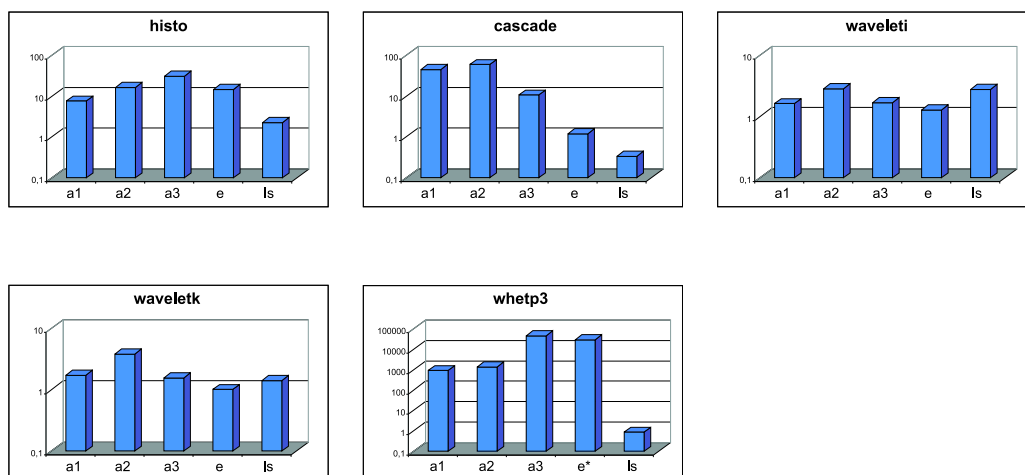 histo
100
10
1
0,1
a1 a2 a3 e ls
cascade
100
10
1
0,1
a1 a2 a3 e ls
waveleti
10
1
0,1
a1 a2 a3 e ls
waveletk
10
1
0,1
a1 a2 a3 e ls
whetp3
100000
10000
1000
100
10
1
0,1
a1 a2 a3 e* ls